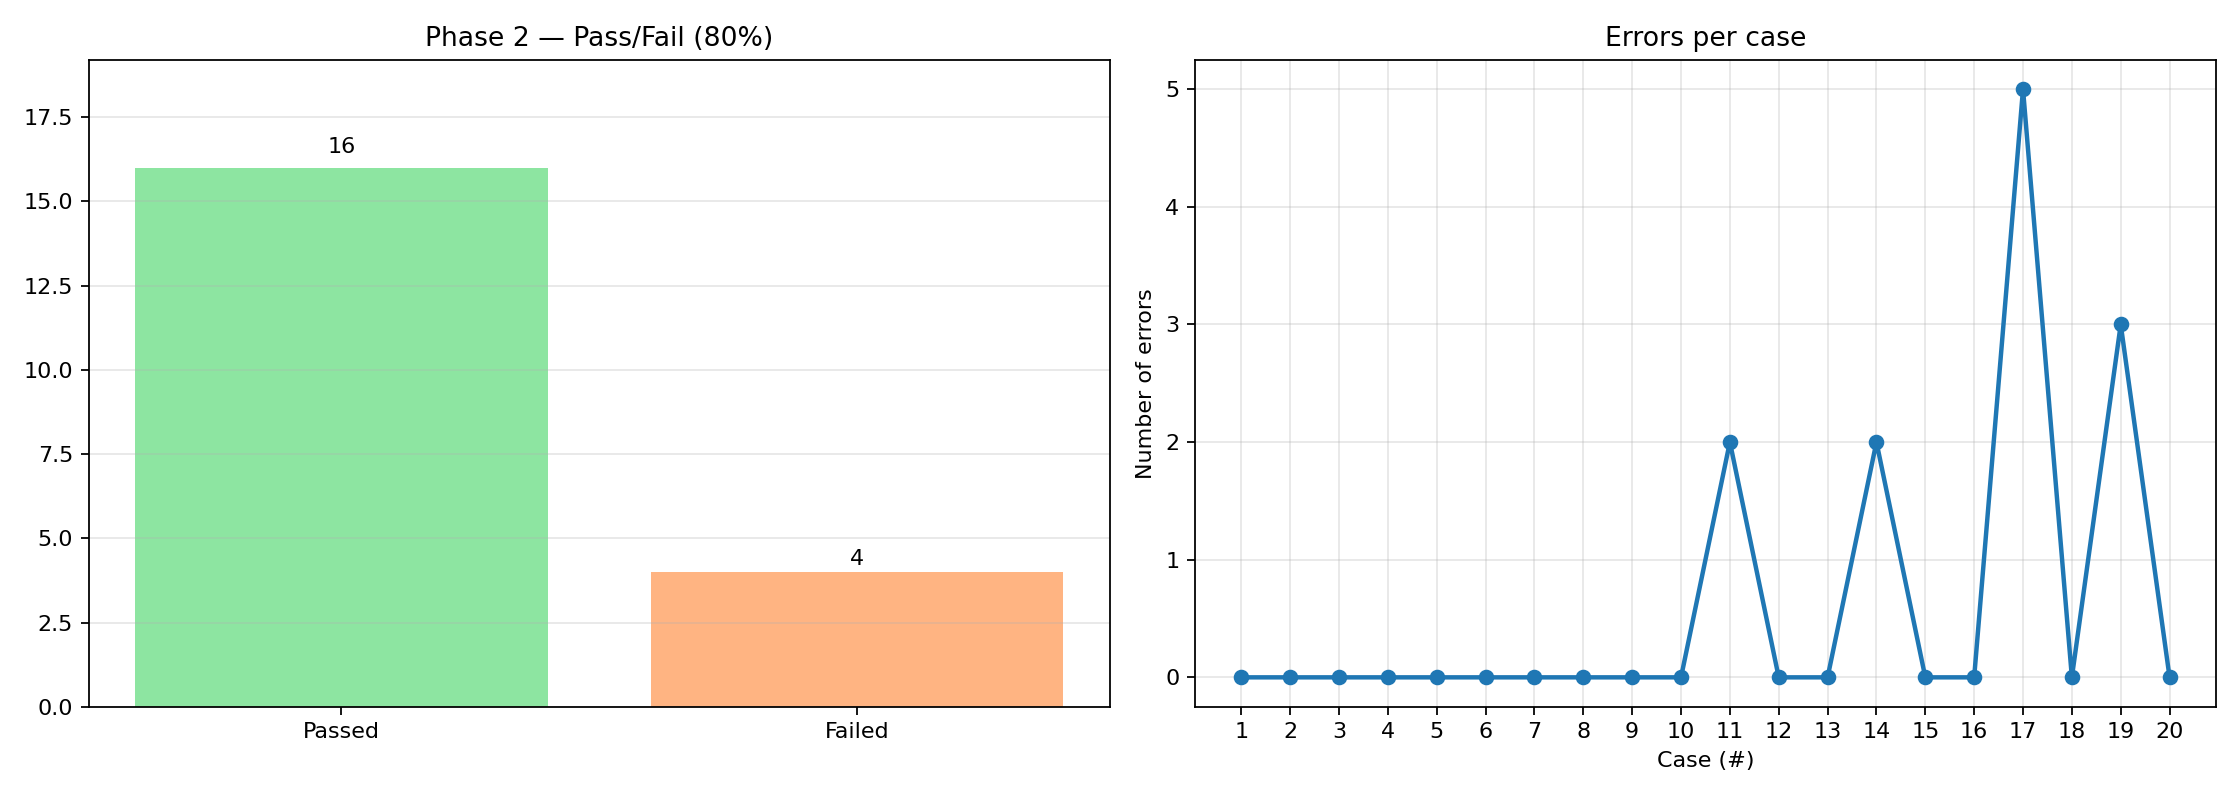 Phase 2 — Pass/Fail (80%)
17.5
15.0
12.5
10.0
7.5
5.0
2.5
0.0
16
4
Passed Failed
Errors per case
Number of errors
5
4
3
2
1
0
1 2 3 4 5 6 7 8 9 10 11 12 13 14 15 16 17 18 19 20
Case (#)